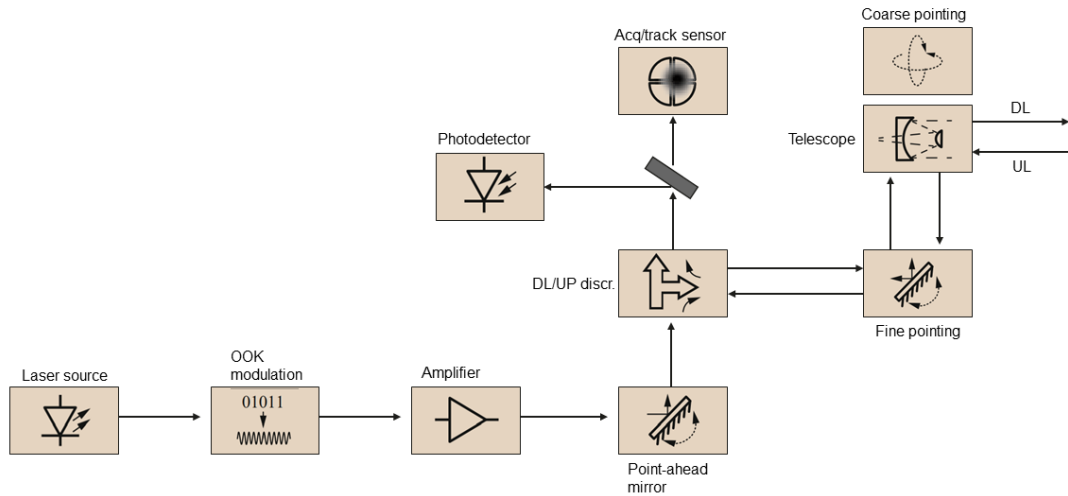 Coarse pointing
Acq/track sensor
DL
Telescope
UL
Photodetector
DL/UP discr.
Fine pointing
OOK
modulation
Laser source
Amplifier
01011
Point-ahead
mirror